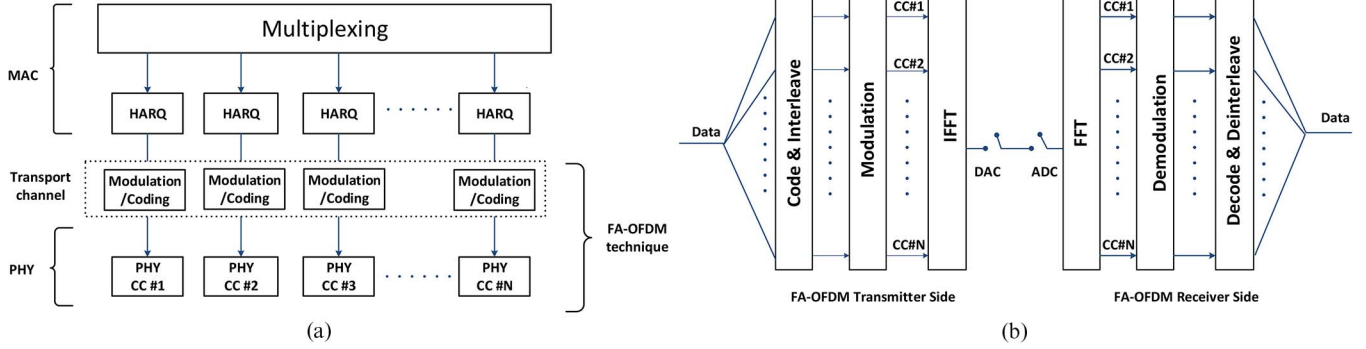 Multiplexing
MAC
HARQ
HARQ
HARQ
HARQ
Transport
channel
Modulation
/Coding
Modulation
/Coding
Modulation
/Coding
Modulation
/Coding
FA-OFDM
technique
PHY
PHY
CC #1
PHY
CC #2
PHY
CC #3
PHY
CC #N
(a)
Data
Code & Interleave
Modulation
CC#1
CC#2
CC#N
IFFT
DAC
ADC
FFT
CC#1
CC#2
CC#N
Demodulation
Decode & Deinterleave
Data
FA-OFDM Transmitter Side
FA-OFDM Receiver Side
(b)